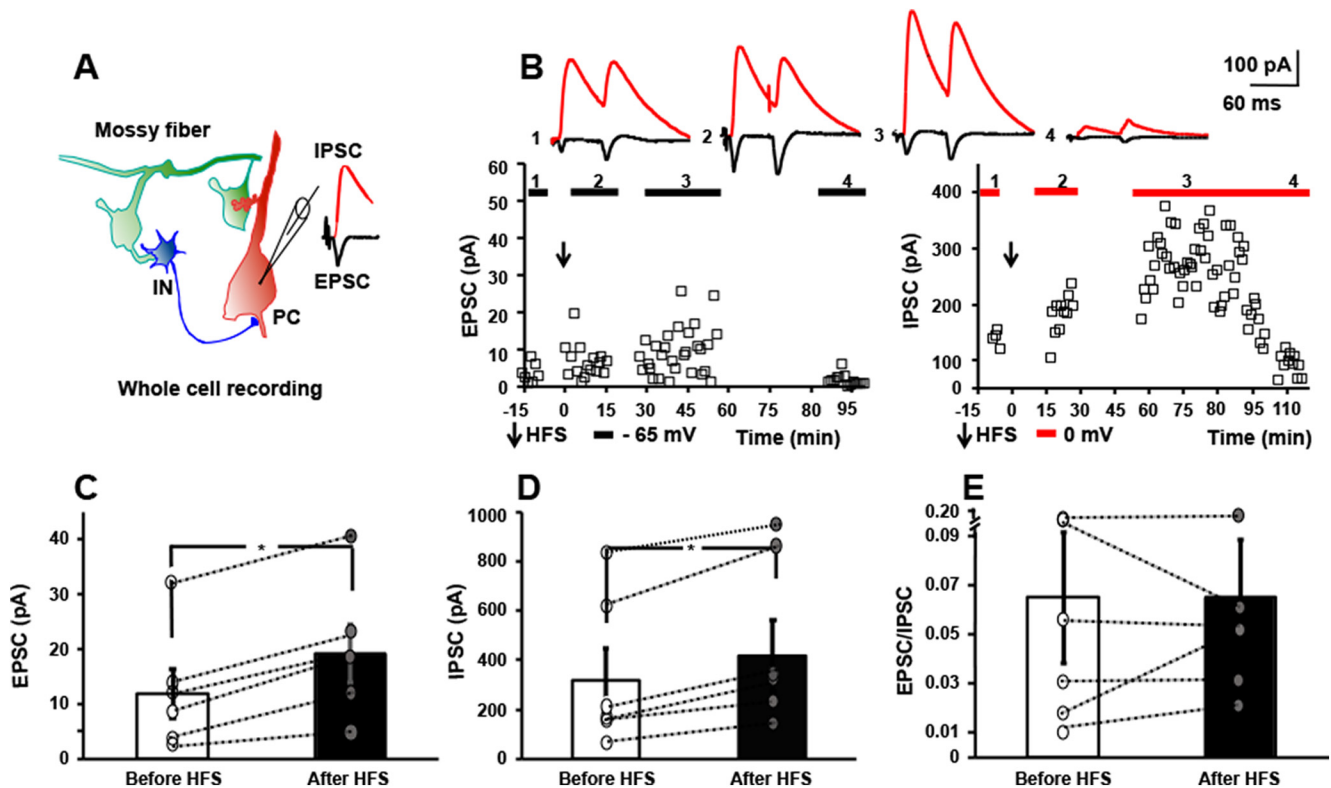 A
Mossy fiber
IPSC
EPSC
IN
PC
Whole cell recording
B
1
2
3
4
100 pA
60 ms
EPSC (pA)
60
50
40
30
20
10
0
1
2
3
4
-15 0 15 30 45 60 75 95
HFS
- 65 mV
Time (min)
IPSC (pA)
400
300
200
100
0
1
2
3
4
-15 0 15 30 45 60 75 95 110
HFS
0 mV
Time (min)
C
EPSC (pA)
40
30
20
10
0
*
Before HFS
After HFS
D
IPSC (pA)
1000
800
600
400
200
0
*
Before HFS
After HFS
E
EPSC/IPSC
0.20
0.09
0.07
0.05
0.03
0.01
0
Before HFS
After HFS